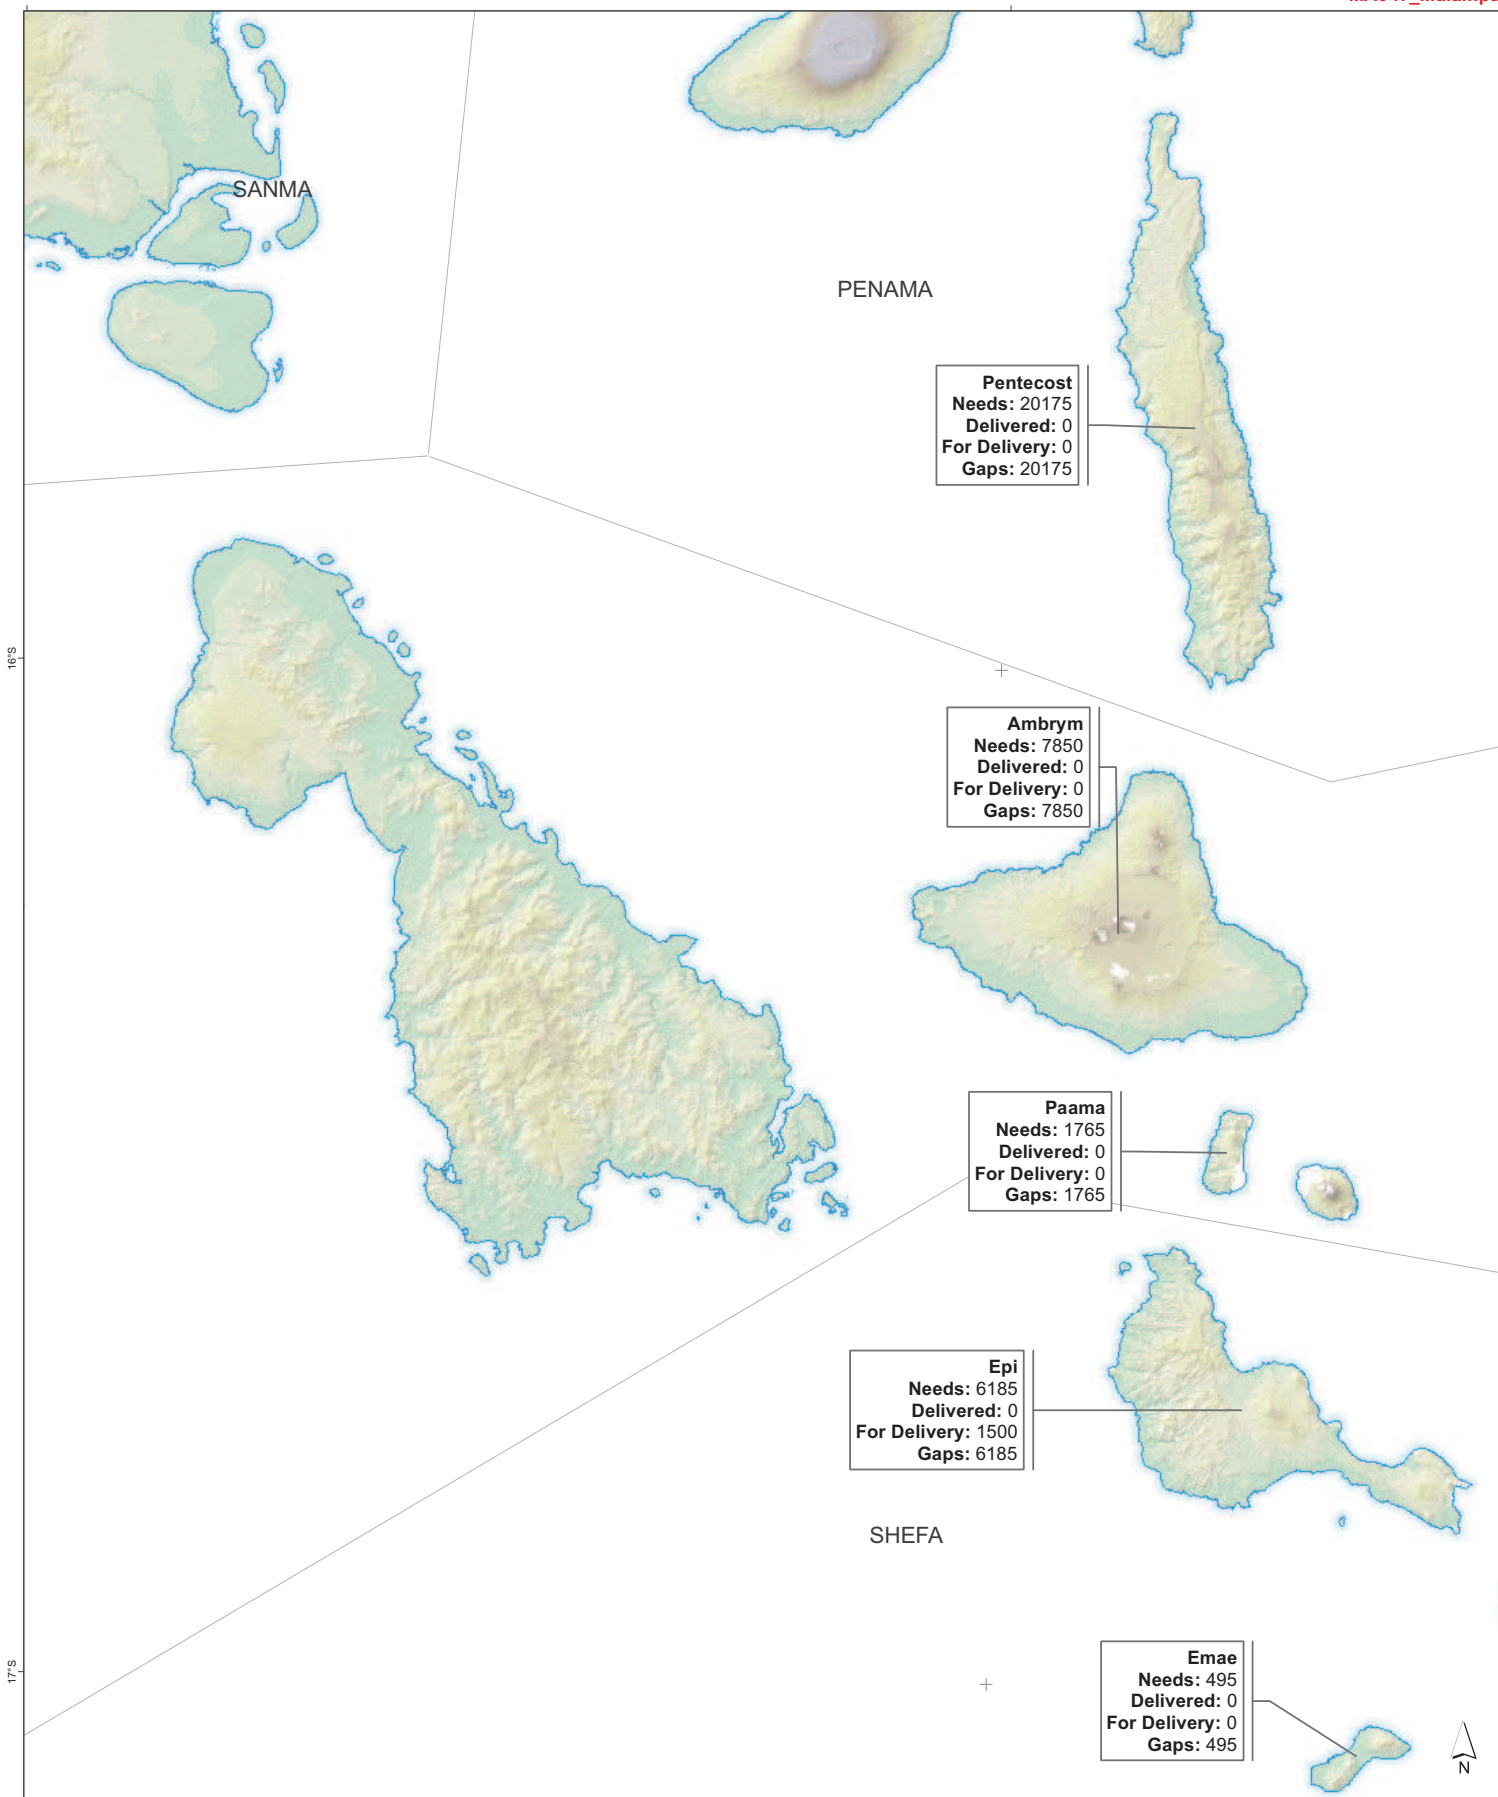 SANMA
PENAMA
Pentecost
Needs: 20175
Delivered: 0
For Delivery: 0
Gaps: 20175
16°S
Ambrym
Needs: 7850
Delivered: 0
For Delivery: 0
Gaps: 7850
Paama
Needs: 1765
Delivered: 0
For Delivery: 0
Gaps: 1765
Epi
Needs: 6185
Delivered: 0
For Delivery: 1500
Gaps: 6185
SHEFA
17°S
Emae
Needs: 495
Delivered: 0
For Delivery: 0
Gaps: 495
N